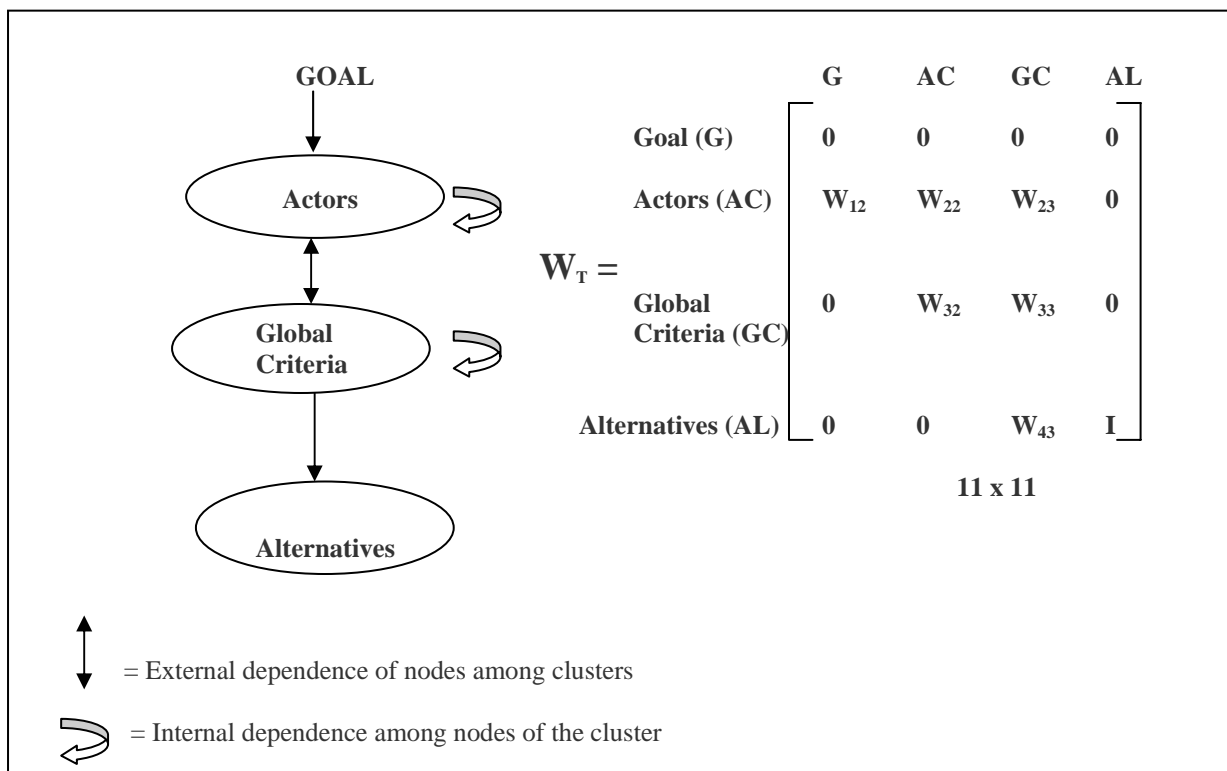 GOAL
Actors
Global
Criteria
Alternatives
G AC GC AL
Goal (G) 0 0 0 0
Actors (AC) W₁₂ W₂₂ W₂₃ 0
W_T =
Global
Criteria (GC) 0 W₃₂ W₃₃ 0
Alternatives (AL) 0 0 W₄₃ I
11 x 11
= External dependence of nodes among clusters
= Internal dependence among nodes of the cluster